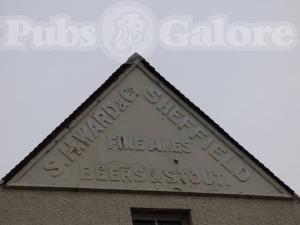 Pubs Galore
S.H.WARD & Co SHEFFIELD
FINE ALES
BEERS & STOUT